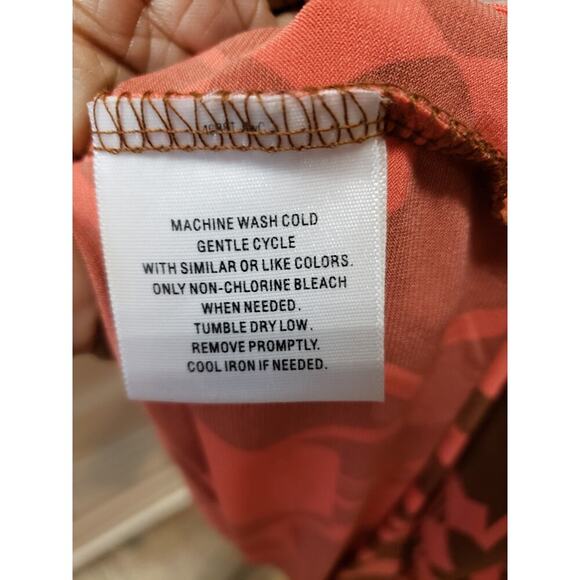 MACHINE WASH COLD
GENTLE CYCLE
WITH SIMILAR OR LIKE COLORS.
ONLY NON-CHLORINE BLEACH
WHEN NEEDED.
TUMBLE DRY LOW.
REMOVE PROMPTLY.
COOL IRON IF NEEDED.